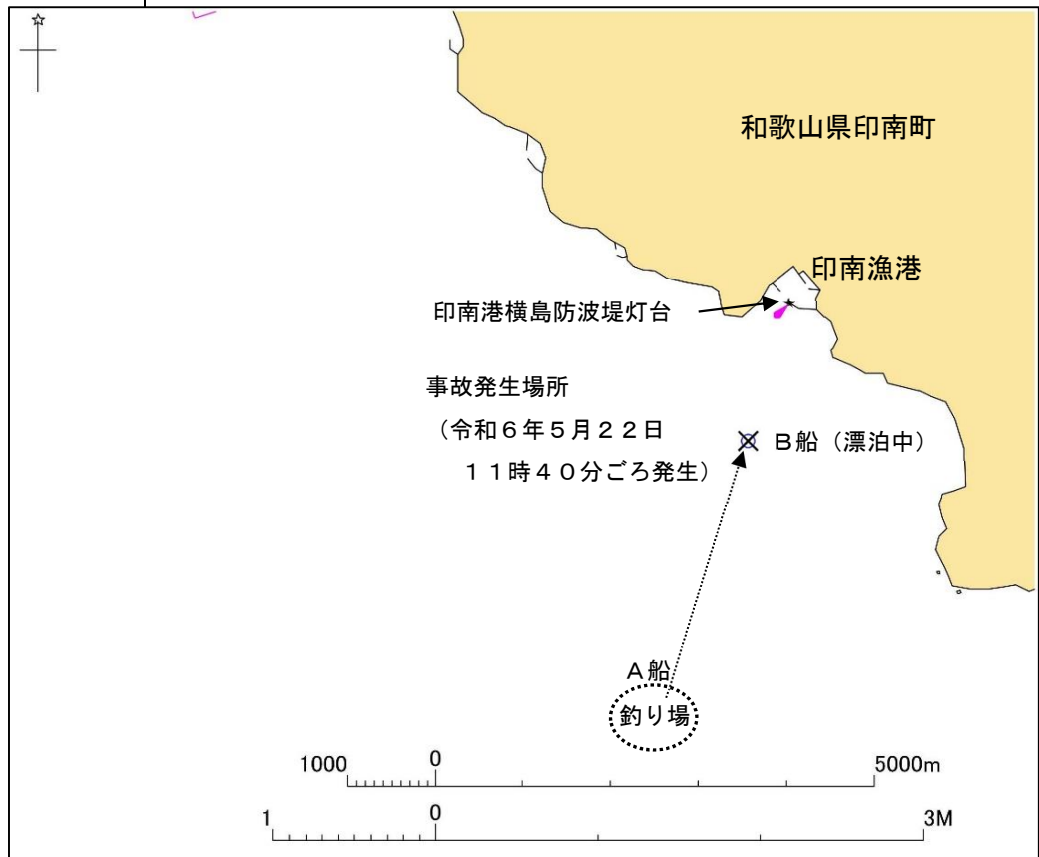 和歌山県印南町
印南漁港
印南港横島防波堤灯台
事故発生場所
（令和６年５月２２日
１１時４０分ごろ発生）
Ｂ船（漂泊中）
Ａ船
釣り場
1000 0 5000m
1 0 3M